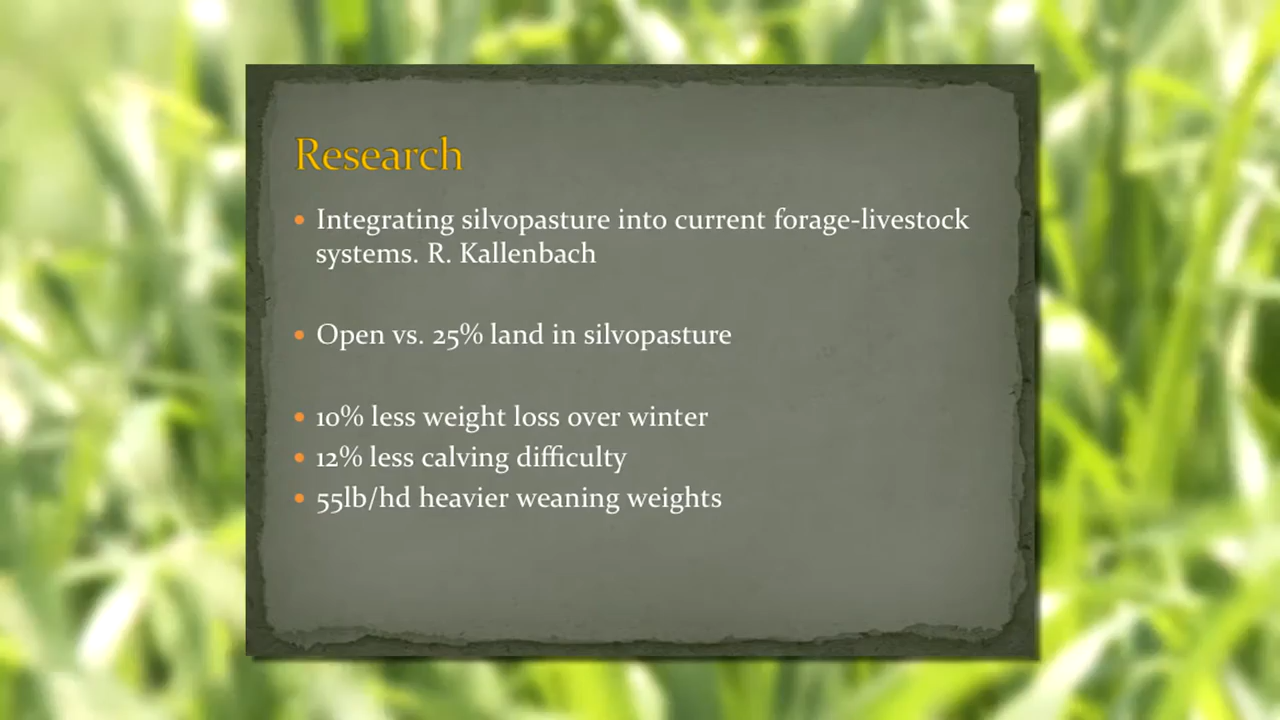 Research
• Integrating silvopasture into current forage-livestock
systems. R. Kallenbach
• Open vs. 25% land in silvopasture
• 10% less weight loss over winter
• 12% less calving difficulty
• 55lb/hd heavier weaning weights